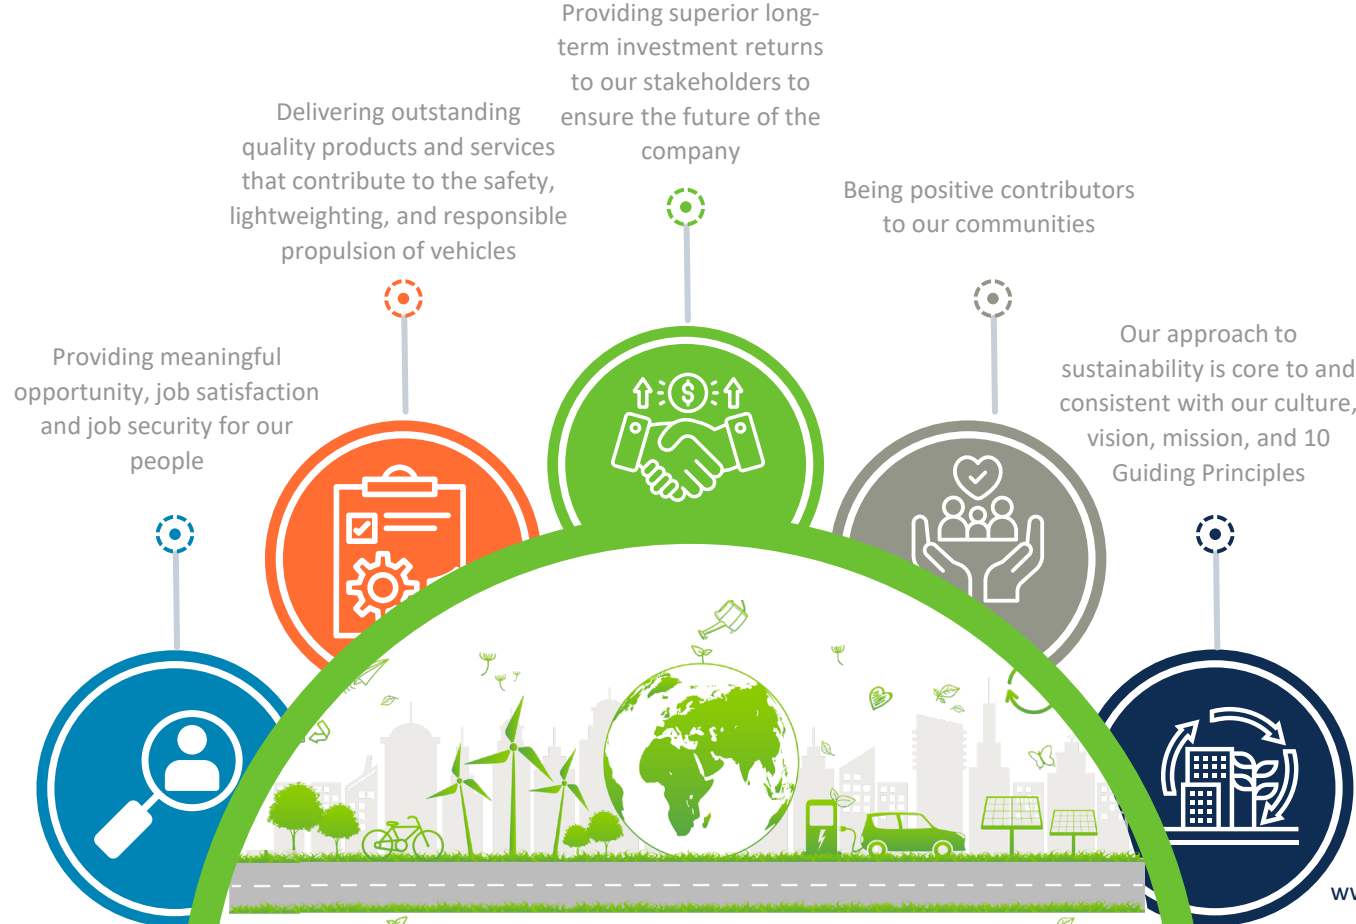 Providing superior long-
term investment returns
to our stakeholders to
ensure the future of the
company
Delivering outstanding
quality products and services
that contribute to the safety,
lightweighting, and responsible
propulsion of vehicles
Being positive contributors
to our communities
Providing meaningful
opportunity, job satisfaction
and job security for our
people
Our approach to
sustainability is core to and
consistent with our culture,
vision, mission, and 10
Guiding Principles
$